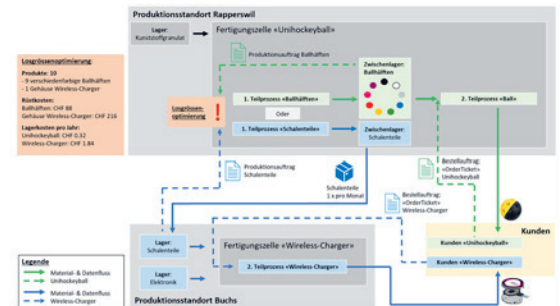 Produktionsstandort Rapperswil
Lager:
Kunststoffgranulat
Fertigungszelle «Unihockeyball»
Produktionsauftrag Ballhälften
Zwischenlager:
Ballhälften
Losgrössenoptimierung
Produkte: 10
- 9 verschiedenfarbige Ballhälften
- 1 Gehäuse Wireless-Charger
Rüstkosten:
Ballhälften: CHF 88
Gehäuse Wireless-Charger: CHF 216
Lagerkosten pro Jahr:
Unihockeyball: CHF 0.32
Wireless-Charger: CHF 1.84
Losgrössen-
optimierung
!
1. Teilprozess «Ballhälften»
Oder
1. Teilprozess «Schalenteile»
Zwischenlager:
Schalenteile
2. Teilprozess «Ball»
Produktionsauftrag
Schalenteile
Schalenteile
1 x pro Monat
Bestellauftrag:
«OrderTicket»
Unihockeyball
Bestellauftrag:
«OrderTicket»
Wireless-Charger
Kunden
Kunden «Unihockeyball»
Kunden «Wireless-Charger»
Lager:
Schalenteile
Lager:
Elektronik
Fertigungszelle «Wireless-Charger»
2. Teilprozess «Wireless-Charger»
Produktionsstandort Buchs
Legende
Material- & Datenfluss
Unihockeyball
Material- & Datenfluss
Wireless-Charger